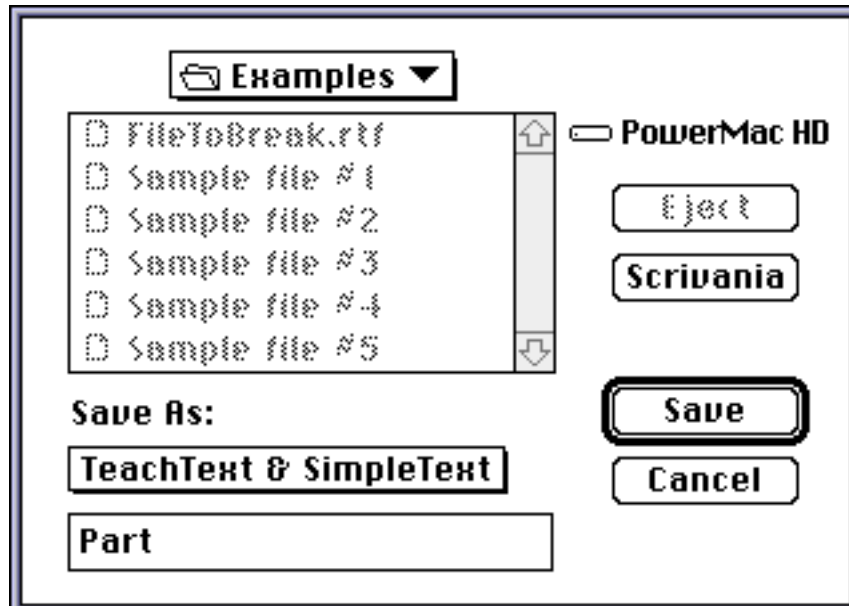 Examples
FileToBreak.rtf
PowerMac HD
Sample file #1
Sample file #2
Eject
Sample file #3
Scrivania
Sample file #4
Sample file #5
Save As:
Save
TeachText & SimpleText
Cancel
Part